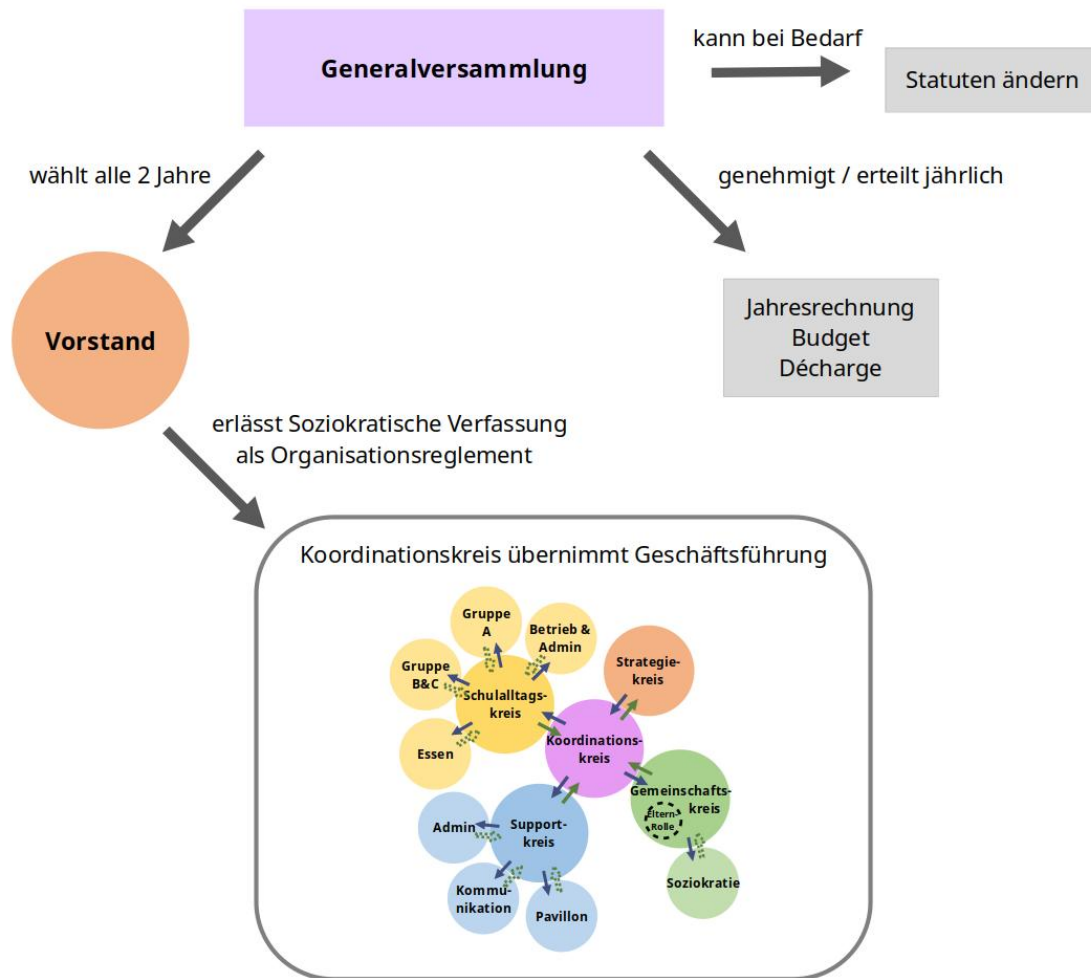 kann bei Bedarf
Generalversammlung
Statuten ändern
wählt alle 2 Jahre
genehmigt / erteilt jährlich
Jahresrechnung
Budget
Décharge
Vorstand
erlässt Soziokratische Verfassung
als Organisationsreglement
Koordinationskreis übernimmt Geschäftsführung
Gruppe
A
Betrieb &
Admin
Gruppe
B&C
Strategie-
kreis
Schulalltags-
kreis
Essen
Koordinations-
kreis
Gemeinschafts-
kreis
Eltern-
Rolle
Admin
Support-
kreis
Soziokratie
Kommu-
nikation
Pavillon